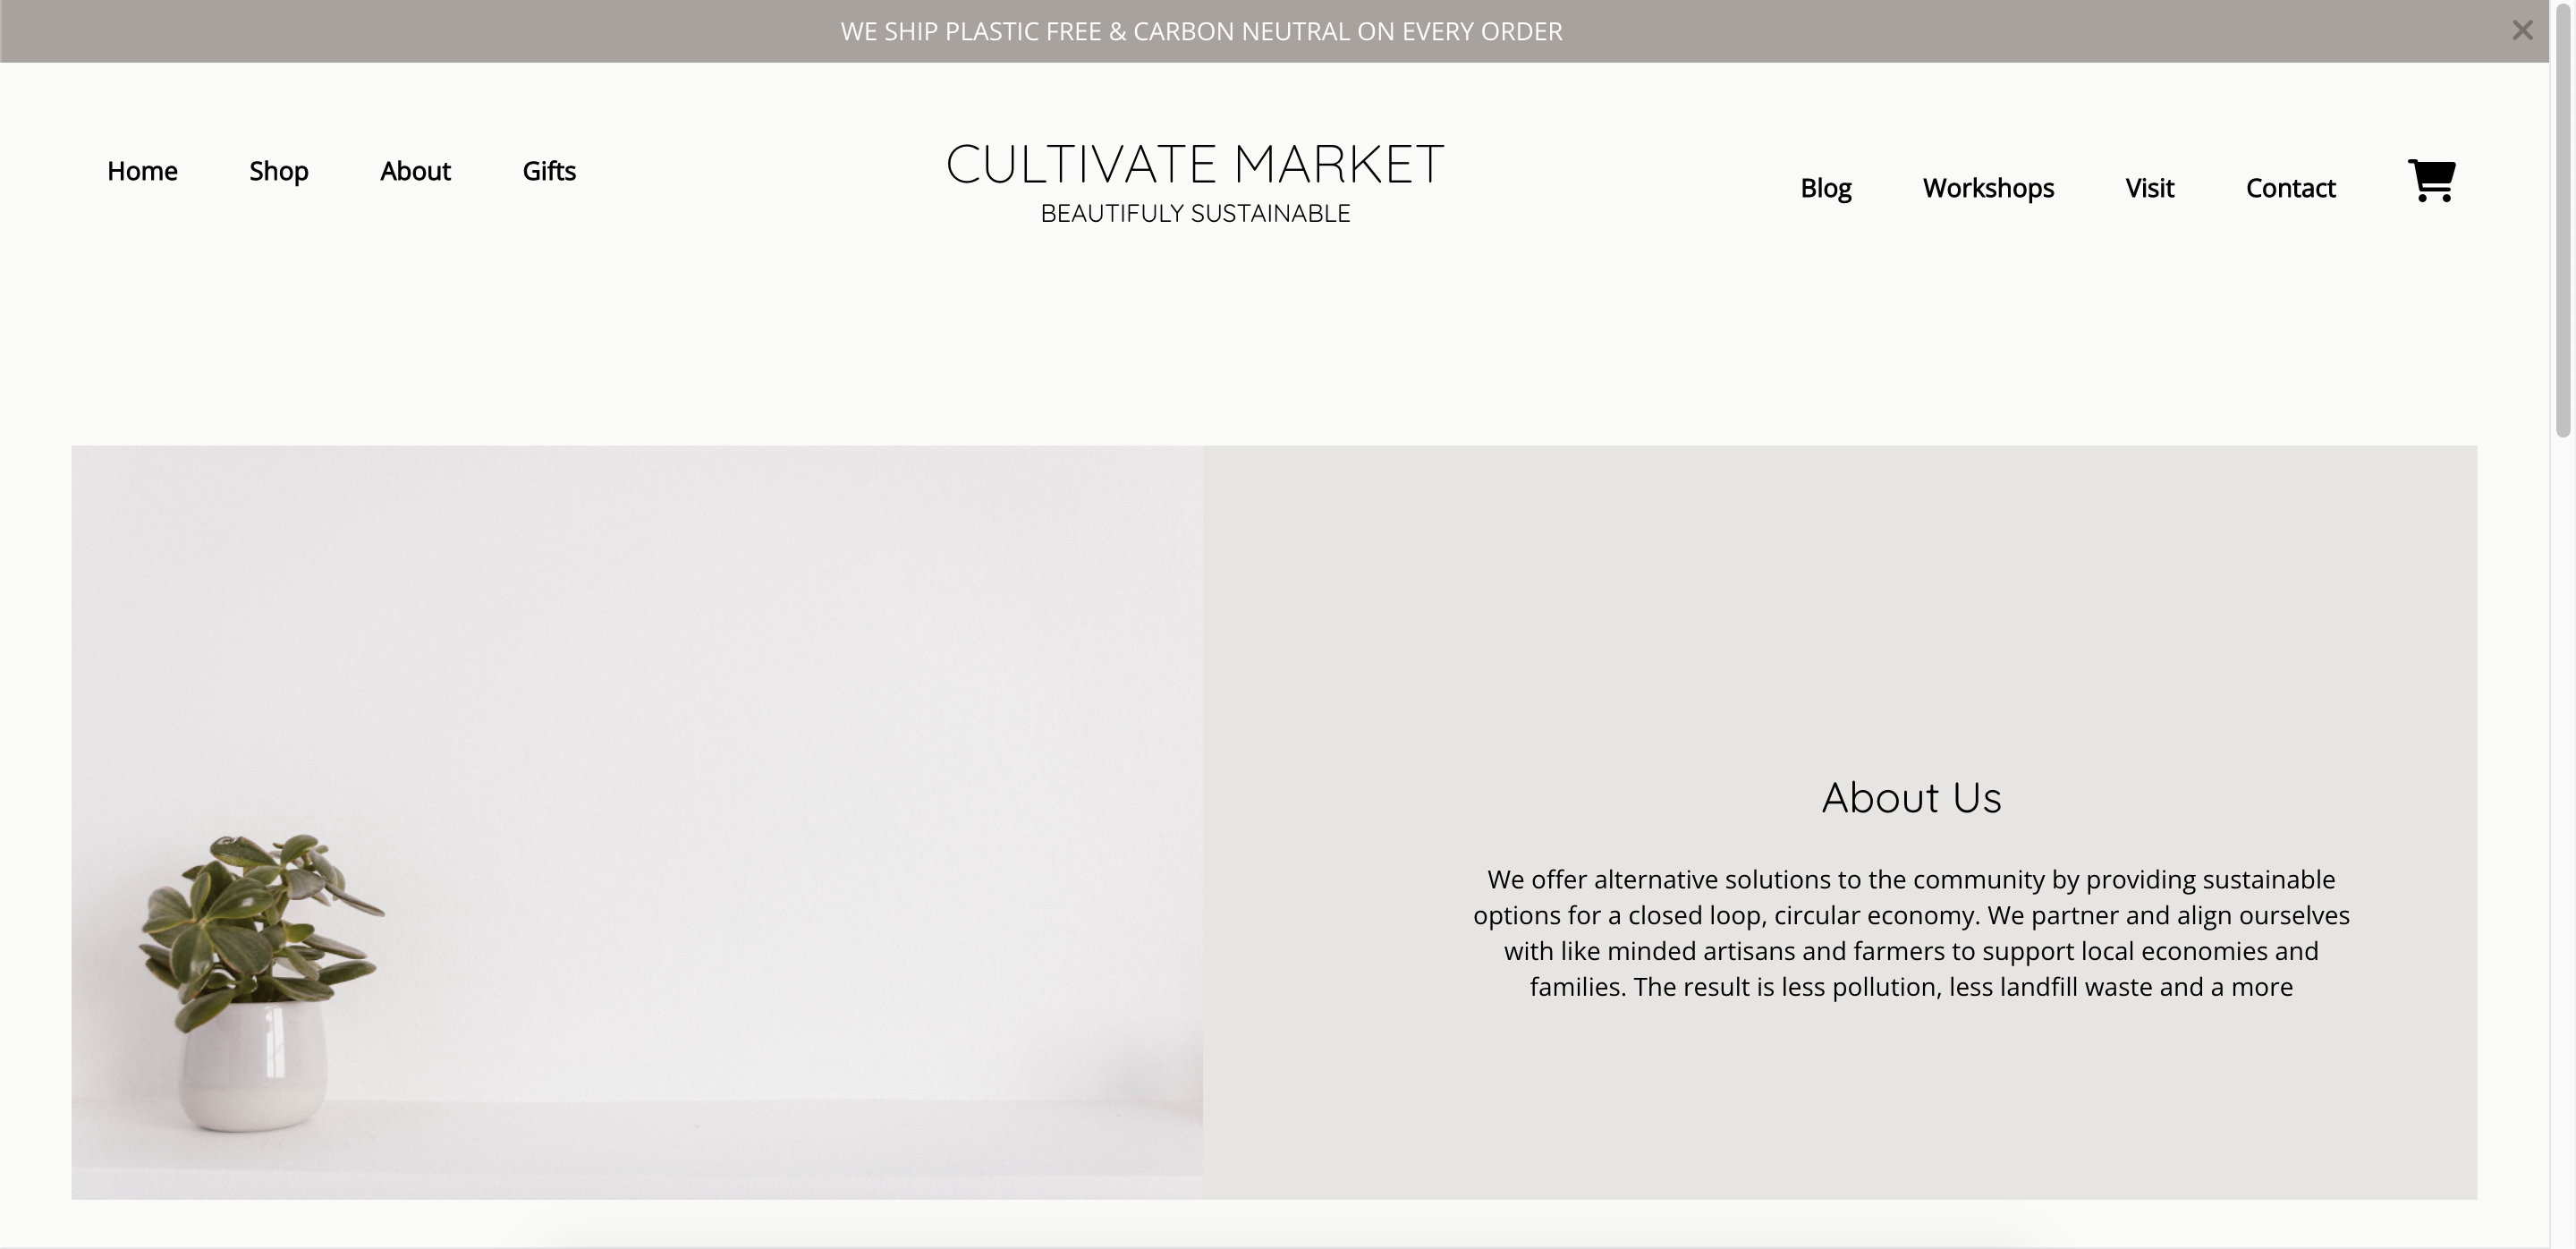 WE SHIP PLASTIC FREE & CARBON NEUTRAL ON EVERY ORDER
Home Shop About Gifts
CULTIVATE MARKET
BEAUTIFULY SUSTAINABLE
Blog Workshops Visit Contact
About Us
We offer alternative solutions to the community by providing sustainable
options for a closed loop, circular economy. We partner and align ourselves
with like minded artisans and farmers to support local economies and
families. The result is less pollution, less landfill waste and a more